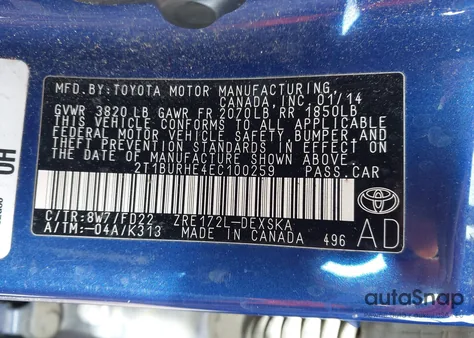 MFD.BY:TOYOTA MOTOR MANUFACTURING,
CANADA, INC. 01/14
GVWR 3820LB GAWR FR 2070LB RR 1850LB
THIS VEHICLE CONFORMS TO ALL APPLICABLE
FEDERAL MOTOR VEHICLE SAFETY, BUMPER, AND
THEFT PREVENTION STANDARDS IN EFFECT ON
THE DATE OF MANUFACTURE SHOWN ABOVE.
2T1BURHE4EC100259 PASS.CAR
C/TR:8W7/FD22 ZRE172L-DEXSKA
A/TM:-04A/K313 MADE IN CANADA 496
AD
HO
autoSnap